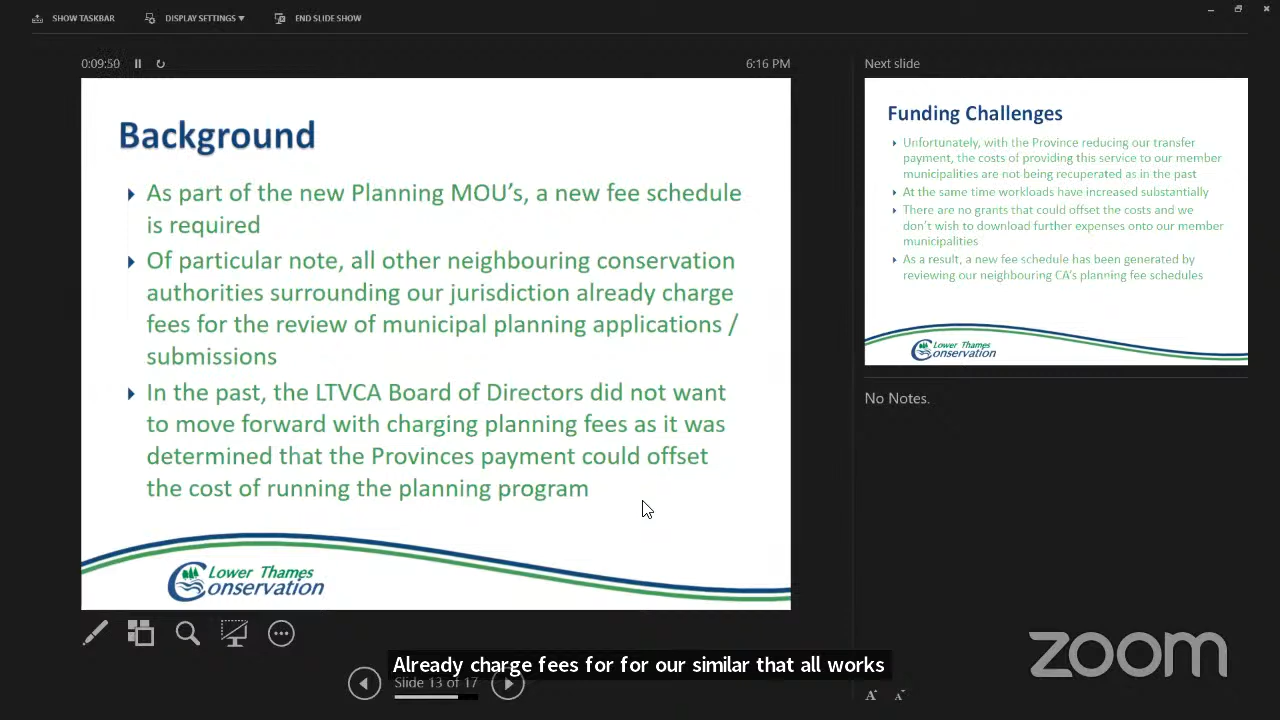 SHOW TASKBAR
DISPLAY SETTINGS ▼
END SLIDE SHOW
0:09:50
6:16 PM
Background
As part of the new Planning MOU's, a new fee schedule
is required
Of particular note, all other neighbouring conservation
authorities surrounding our jurisdiction already charge
fees for the review of municipal planning applications /
submissions
In the past, the LTVCA Board of Directors did not want
to move forward with charging planning fees as it was
determined that the Provinces payment could offset
the cost of running the planning program
Lower Thames
Conservation
Next slide
Funding Challenges
Unfortunately, with the Province reducing our transfer
payment, the costs of providing this service to our member
municipalities are not being recuperated as in the past
At the same time workloads have increased substantially
There are no grants that could offset the costs and we
don't wish to download further expenses onto our member
municipalities
As a result, a new fee schedule has been generated by
reviewing our neighbouring CA's planning fee schedules
Lower Thames
Conservation
No Notes.
Already charge fees for for our similar that all works
Slide 13 of 17
zoom
A
A